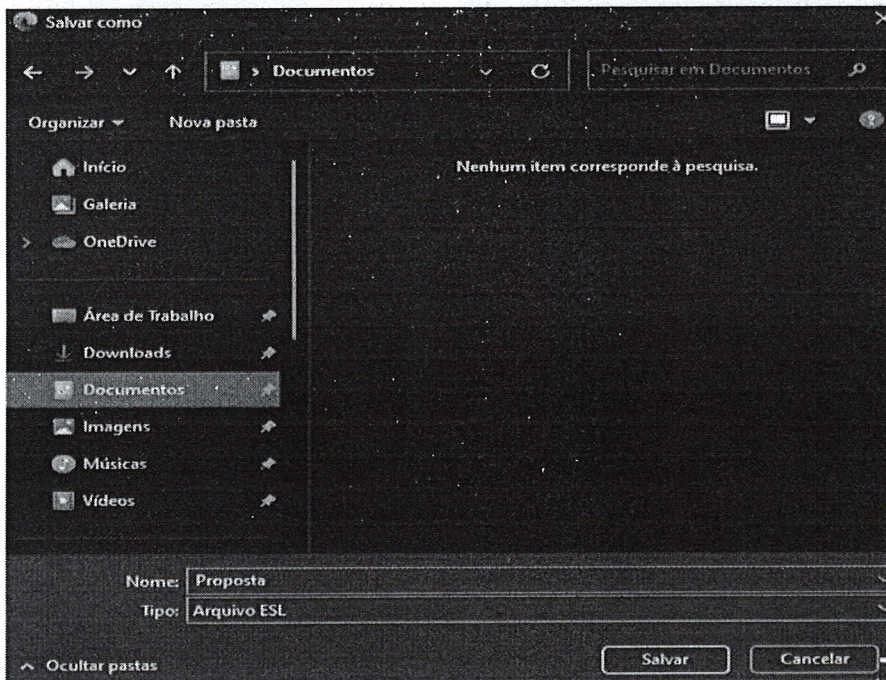 Salvar como
Documentos
Pesquisar em Documentos
Organizar
Nova pasta
Início
Nenhum item corresponde à pesquisa.
Galeria
OneDrive
Área de Trabalho
Downloads
Documentos
Imagens
Músicas
Vídeos
Nome: Proposta
Tipo: Arquivo ESL
Ocultar pastas
Salvar
Cancelar